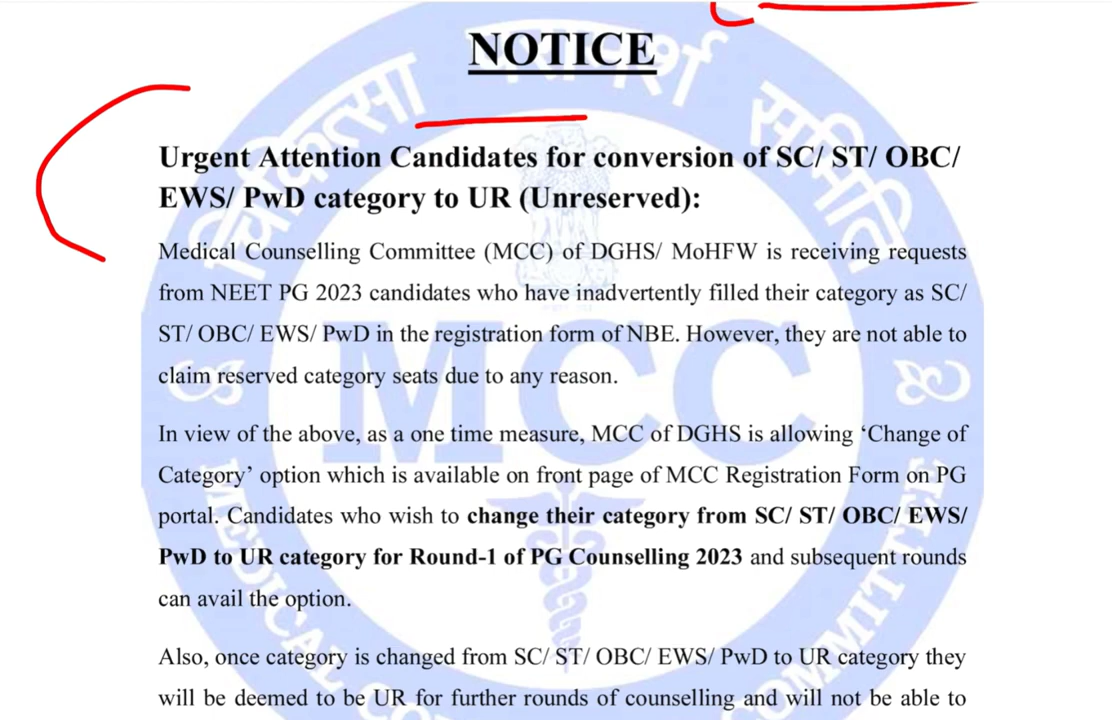 NOTICE
Urgent Attention Candidates for conversion of SC/ ST/ OBC/
EWS/ PwD category to UR (Unreserved):
Medical Counselling Committee (MCC) of DGHS/ MoHFW is receiving requests
from NEET PG 2023 candidates who have inadvertently filled their category as SC/
ST/ OBC/ EWS/ PwD in the registration form of NBE. However, they are not able to
claim reserved category seats due to any reason.
In view of the above, as a one time measure, MCC of DGHS is allowing ‘Change of
Category’ option which is available on front page of MCC Registration Form on PG
portal. Candidates who wish to change their category from SC/ ST/ OBC/ EWS/
PwD to UR category for Round-1 of PG Counselling 2023 and subsequent rounds
can avail the option.
Also, once category is changed from SC/ ST/ OBC/ EWS/ PwD to UR category they
will be deemed to be UR for further rounds of counselling and will not be able to
चिकित्सा परामर्श समिति
MCC
MEDICAL COMMITTEE